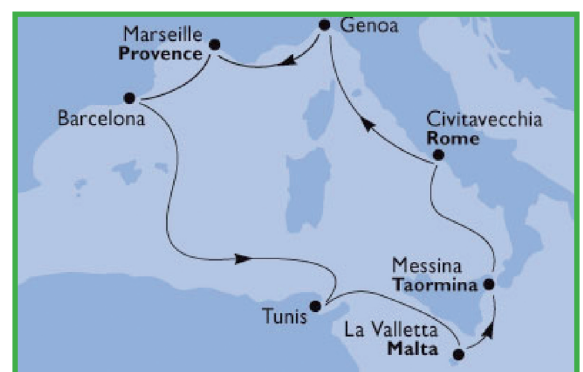 Marseille
Provence
Genoa
Barcelona
Civitavecchia
Rome
Messina
Taormina
Tunis
La Valletta
Malta